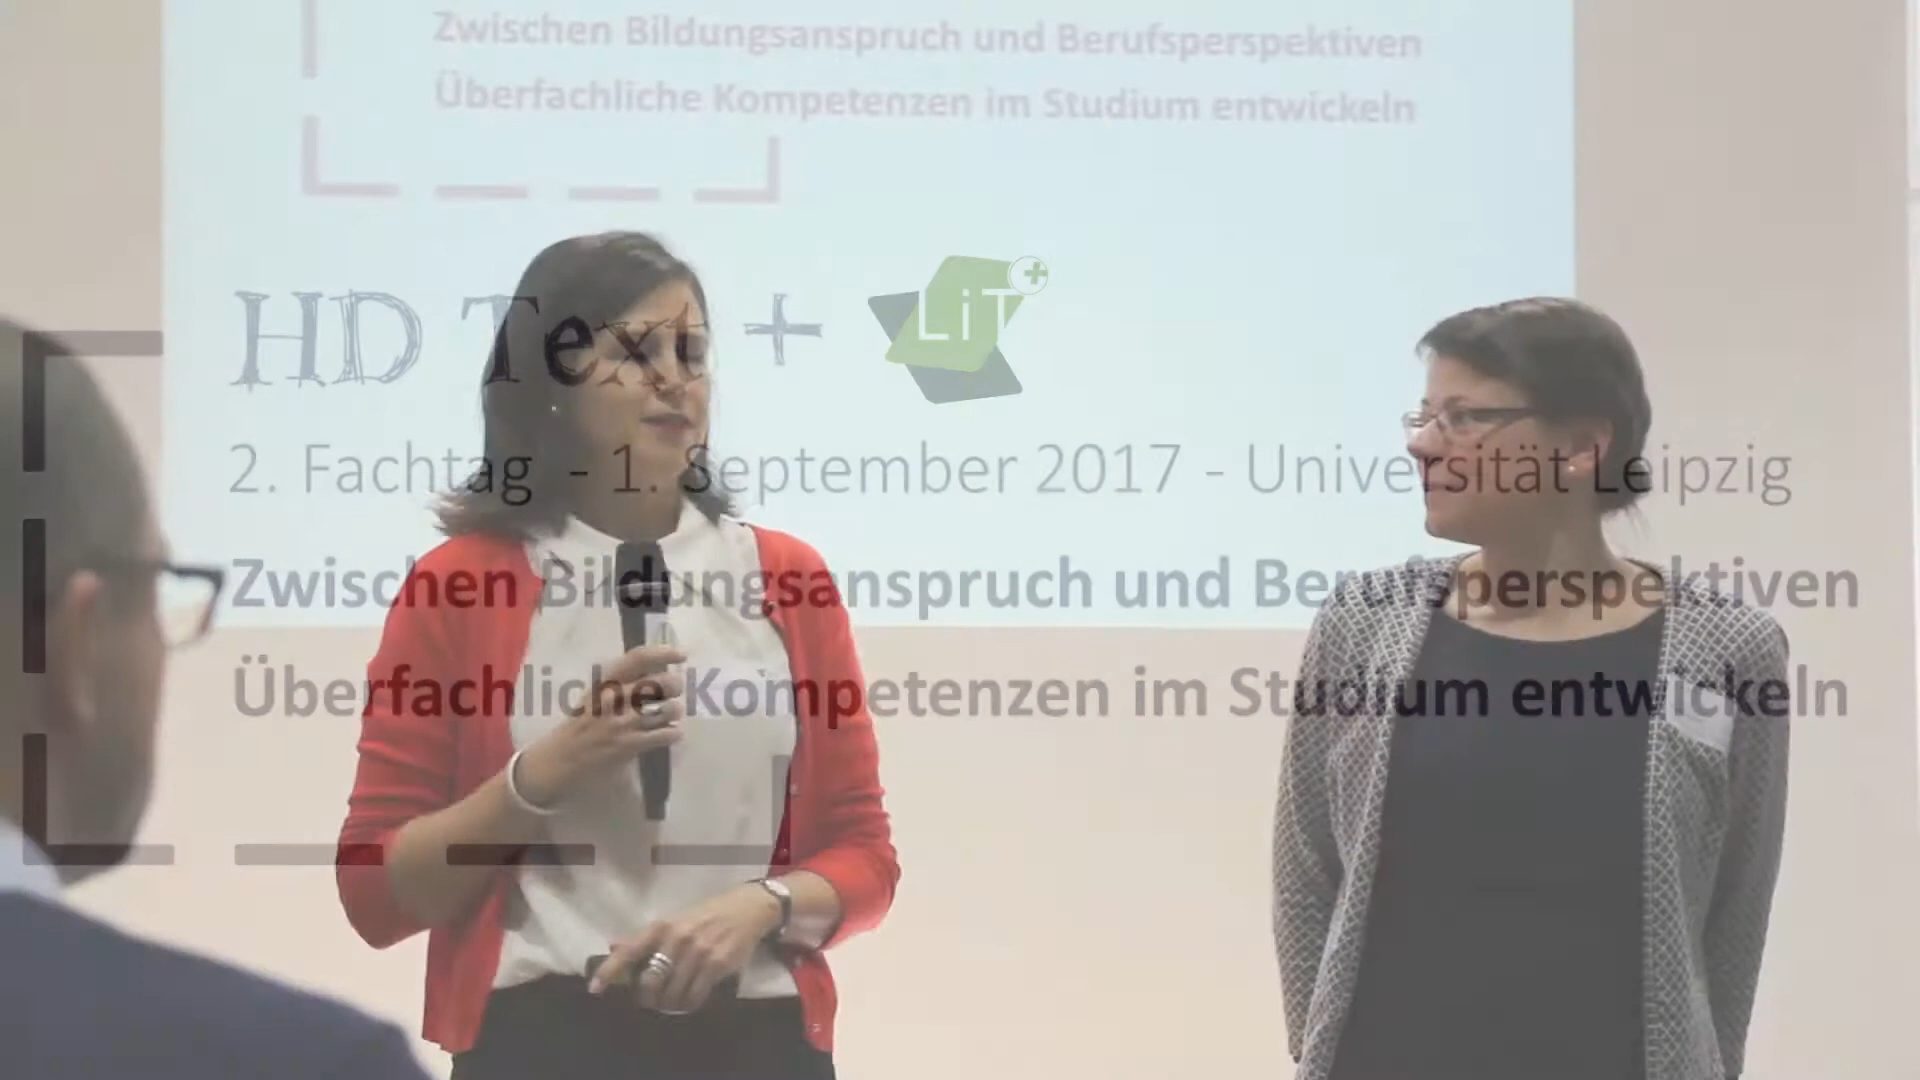 Zwischen Bildungsanspruch und Berufsperspektiven
Überfachliche Kompetenzen im Studium entwickeln
HD Text + LiT+
2. Fachtag - 1. September 2017 - Universität Leipzig
Zwischen Bildungsanspruch und Berufsperspektiven
Überfachliche Kompetenzen im Studium entwickeln